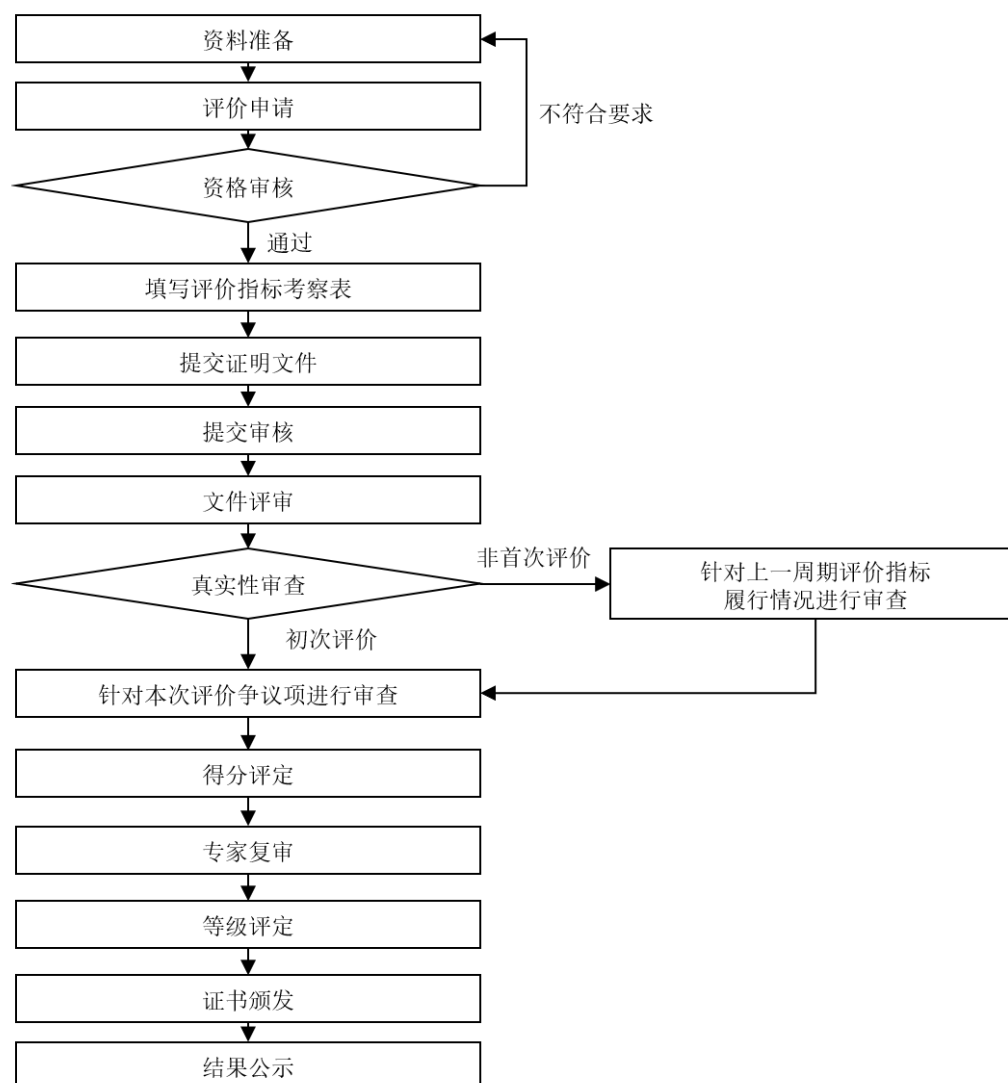 资料准备
评价申请
不符合要求
资格审核
通过
填写评价指标考察表
提交证明文件
提交审核
文件评审
真实性审查
非首次评价
针对上一周期评价指标
履行情况进行审查
初次评价
针对本次评价争议项进行审查
得分评定
专家复审
等级评定
证书颁发
结果公示